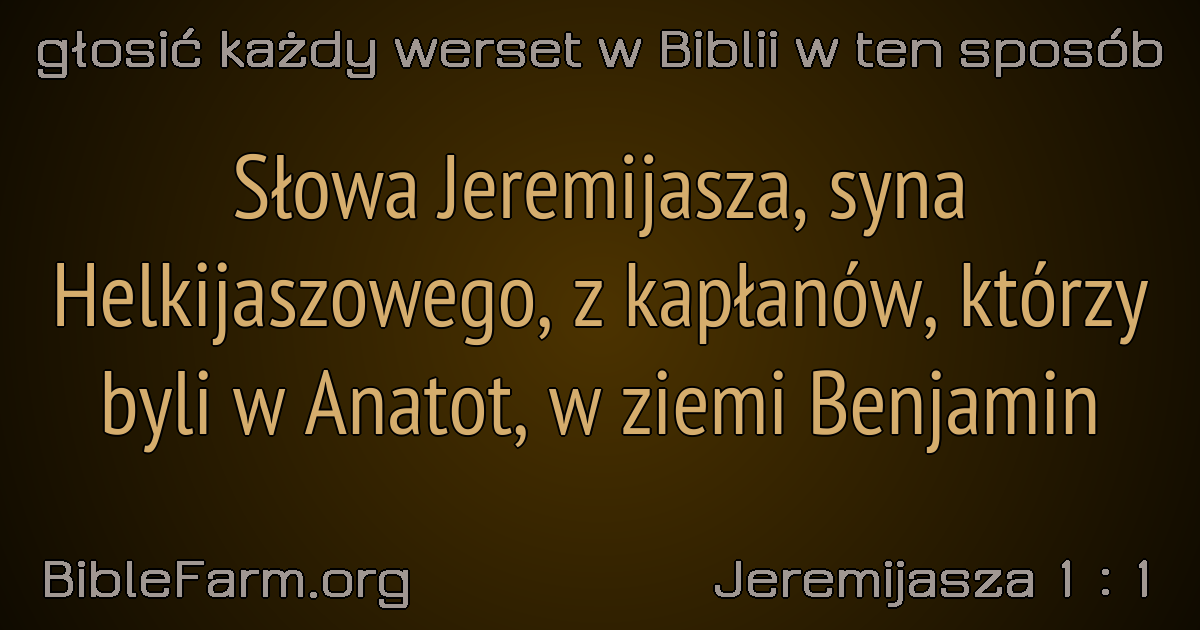 głosić każdy werset w Biblii w ten sposób
Słowa Jeremijasza, syna
Helkijaszowego, z kapłanów, którzy
byli w Anatot, w ziemi Benjamin
BibleFarm.org
Jeremijasza 1 : 1